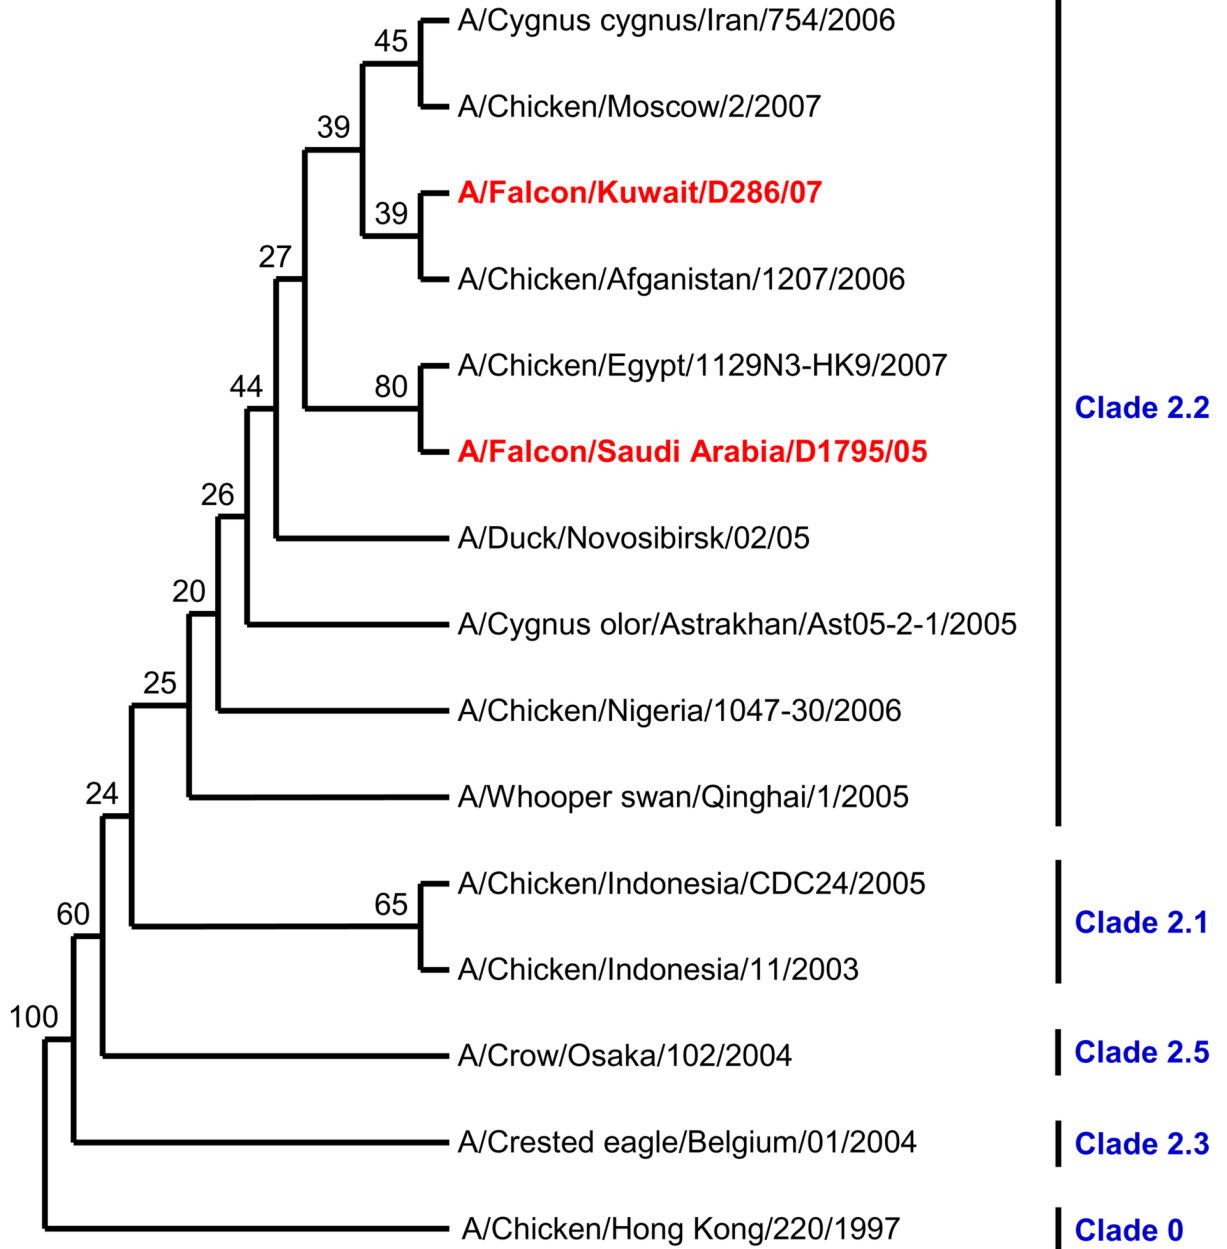 A/Cygnus cygnus/Iran/754/2006
45
A/Chicken/Moscow/2/2007
39
A/Falcon/Kuwait/D286/07
39
27
A/Chicken/Afganistan/1207/2006
A/Chicken/Egypt/1129N3-HK9/2007
44
80
Clade 2.2
A/Falcon/Saudi Arabia/D1795/05
26
A/Duck/Novosibirsk/02/05
20
A/Cygnus olor/Astrakhan/Ast05-2-1/2005
25
A/Chicken/Nigeria/1047-30/2006
24
A/Whooper swan/Qinghai/1/2005
A/Chicken/Indonesia/CDC24/2005
65
60
Clade 2.1
A/Chicken/Indonesia/11/2003
100
A/Crow/Osaka/102/2004
Clade 2.5
A/Crested eagle/Belgium/01/2004
Clade 2.3
A/Chicken/Hong Kong/220/1997
Clade 0